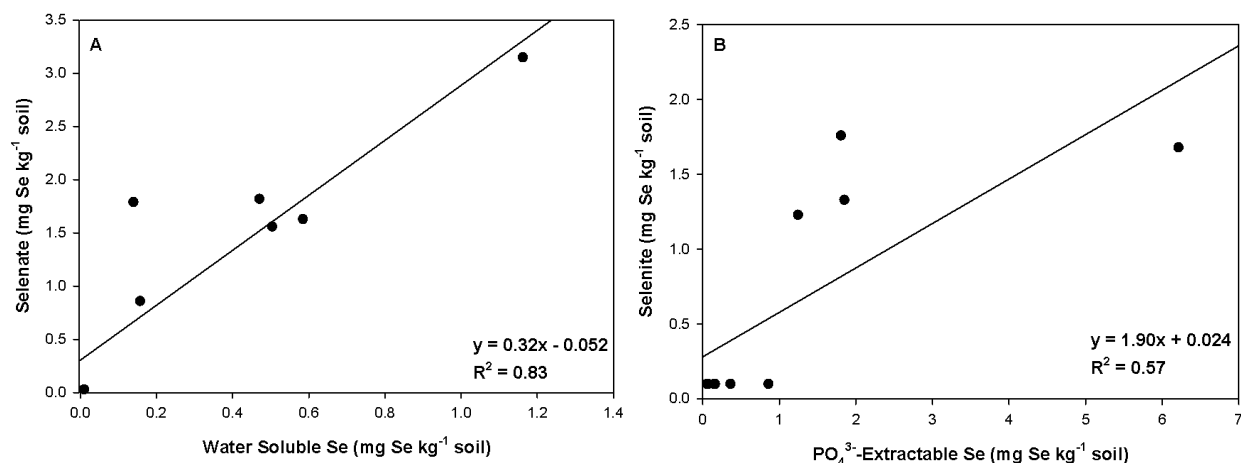 A
3.5
3.0
2.5
2.0
1.5
1.0
0.5
0.0
Selenate (mg Se kg⁻¹ soil)
y = 0.32x - 0.052
R² = 0.83
0.0 0.2 0.4 0.6 0.8 1.0 1.2 1.4
Water Soluble Se (mg Se kg⁻¹ soil)
B
2.5
2.0
1.5
1.0
0.5
0.0
Selenite (mg Se kg⁻¹ soil)
y = 1.90x + 0.024
R² = 0.57
0 1 2 3 4 5 6 7
PO₄³⁻-Extractable Se (mg Se kg⁻¹ soil)